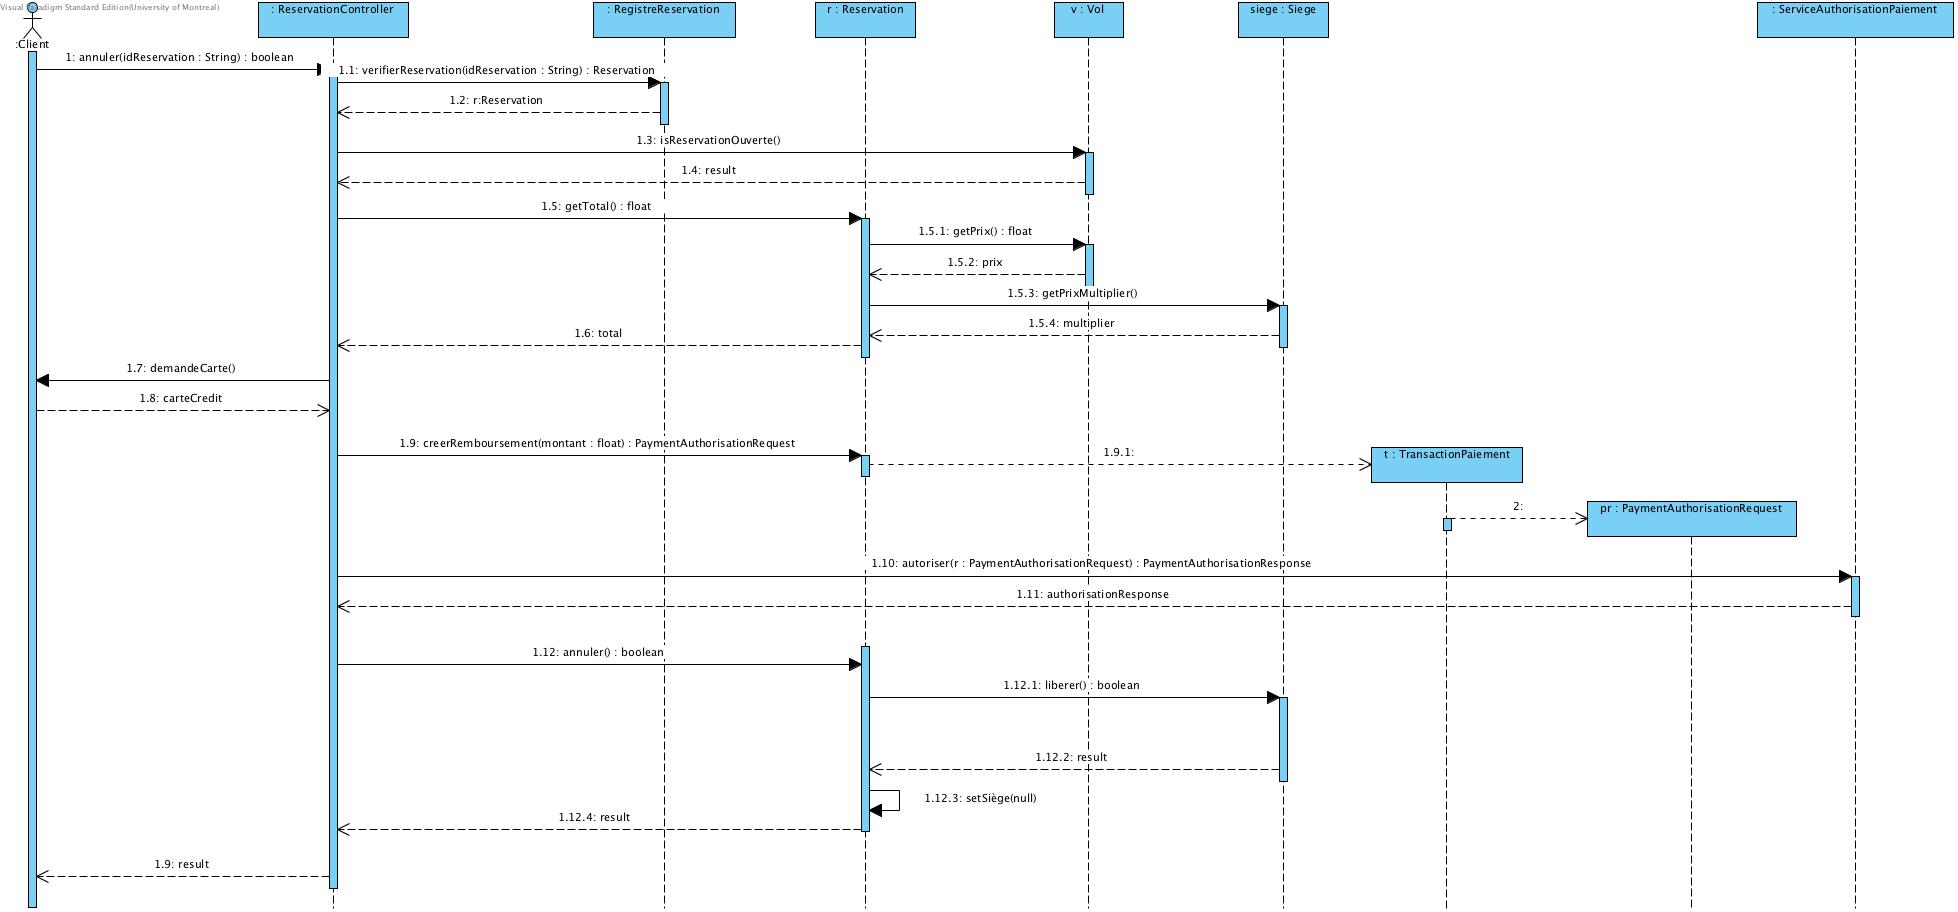 Visual Paradigm Standard Edition(University of Montreal)
:Client
: ReservationController
: RegistreReservation
r : Reservation
v : Vol
siege : Siege
: ServiceAuthorisationPaiement
1: annuler(idReservation : String) : boolean
1.1: verifierReservation(idReservation : String) : Reservation
1.2: r:Reservation
1.3: isReservationOuverte()
1.4: result
1.5: getTotal() : float
1.5.1: getPrix() : float
1.5.2: prix
1.5.3: getPrixMultiplier()
1.5.4: multiplier
1.6: total
1.7: demandeCarte()
1.8: carteCredit
1.9: creerRemboursement(montant : float) : PaymentAuthorisationRequest
1.9.1:
t : TransactionPaiement
2:
pr : PaymentAuthorisationRequest
1.10: autoriser(r : PaymentAuthorisationRequest) : PaymentAuthorisationResponse
1.11: authorisationResponse
1.12: annuler() : boolean
1.12.1: liberer() : boolean
1.12.2: result
1.12.3: setSiège(null)
1.12.4: result
1.9: result